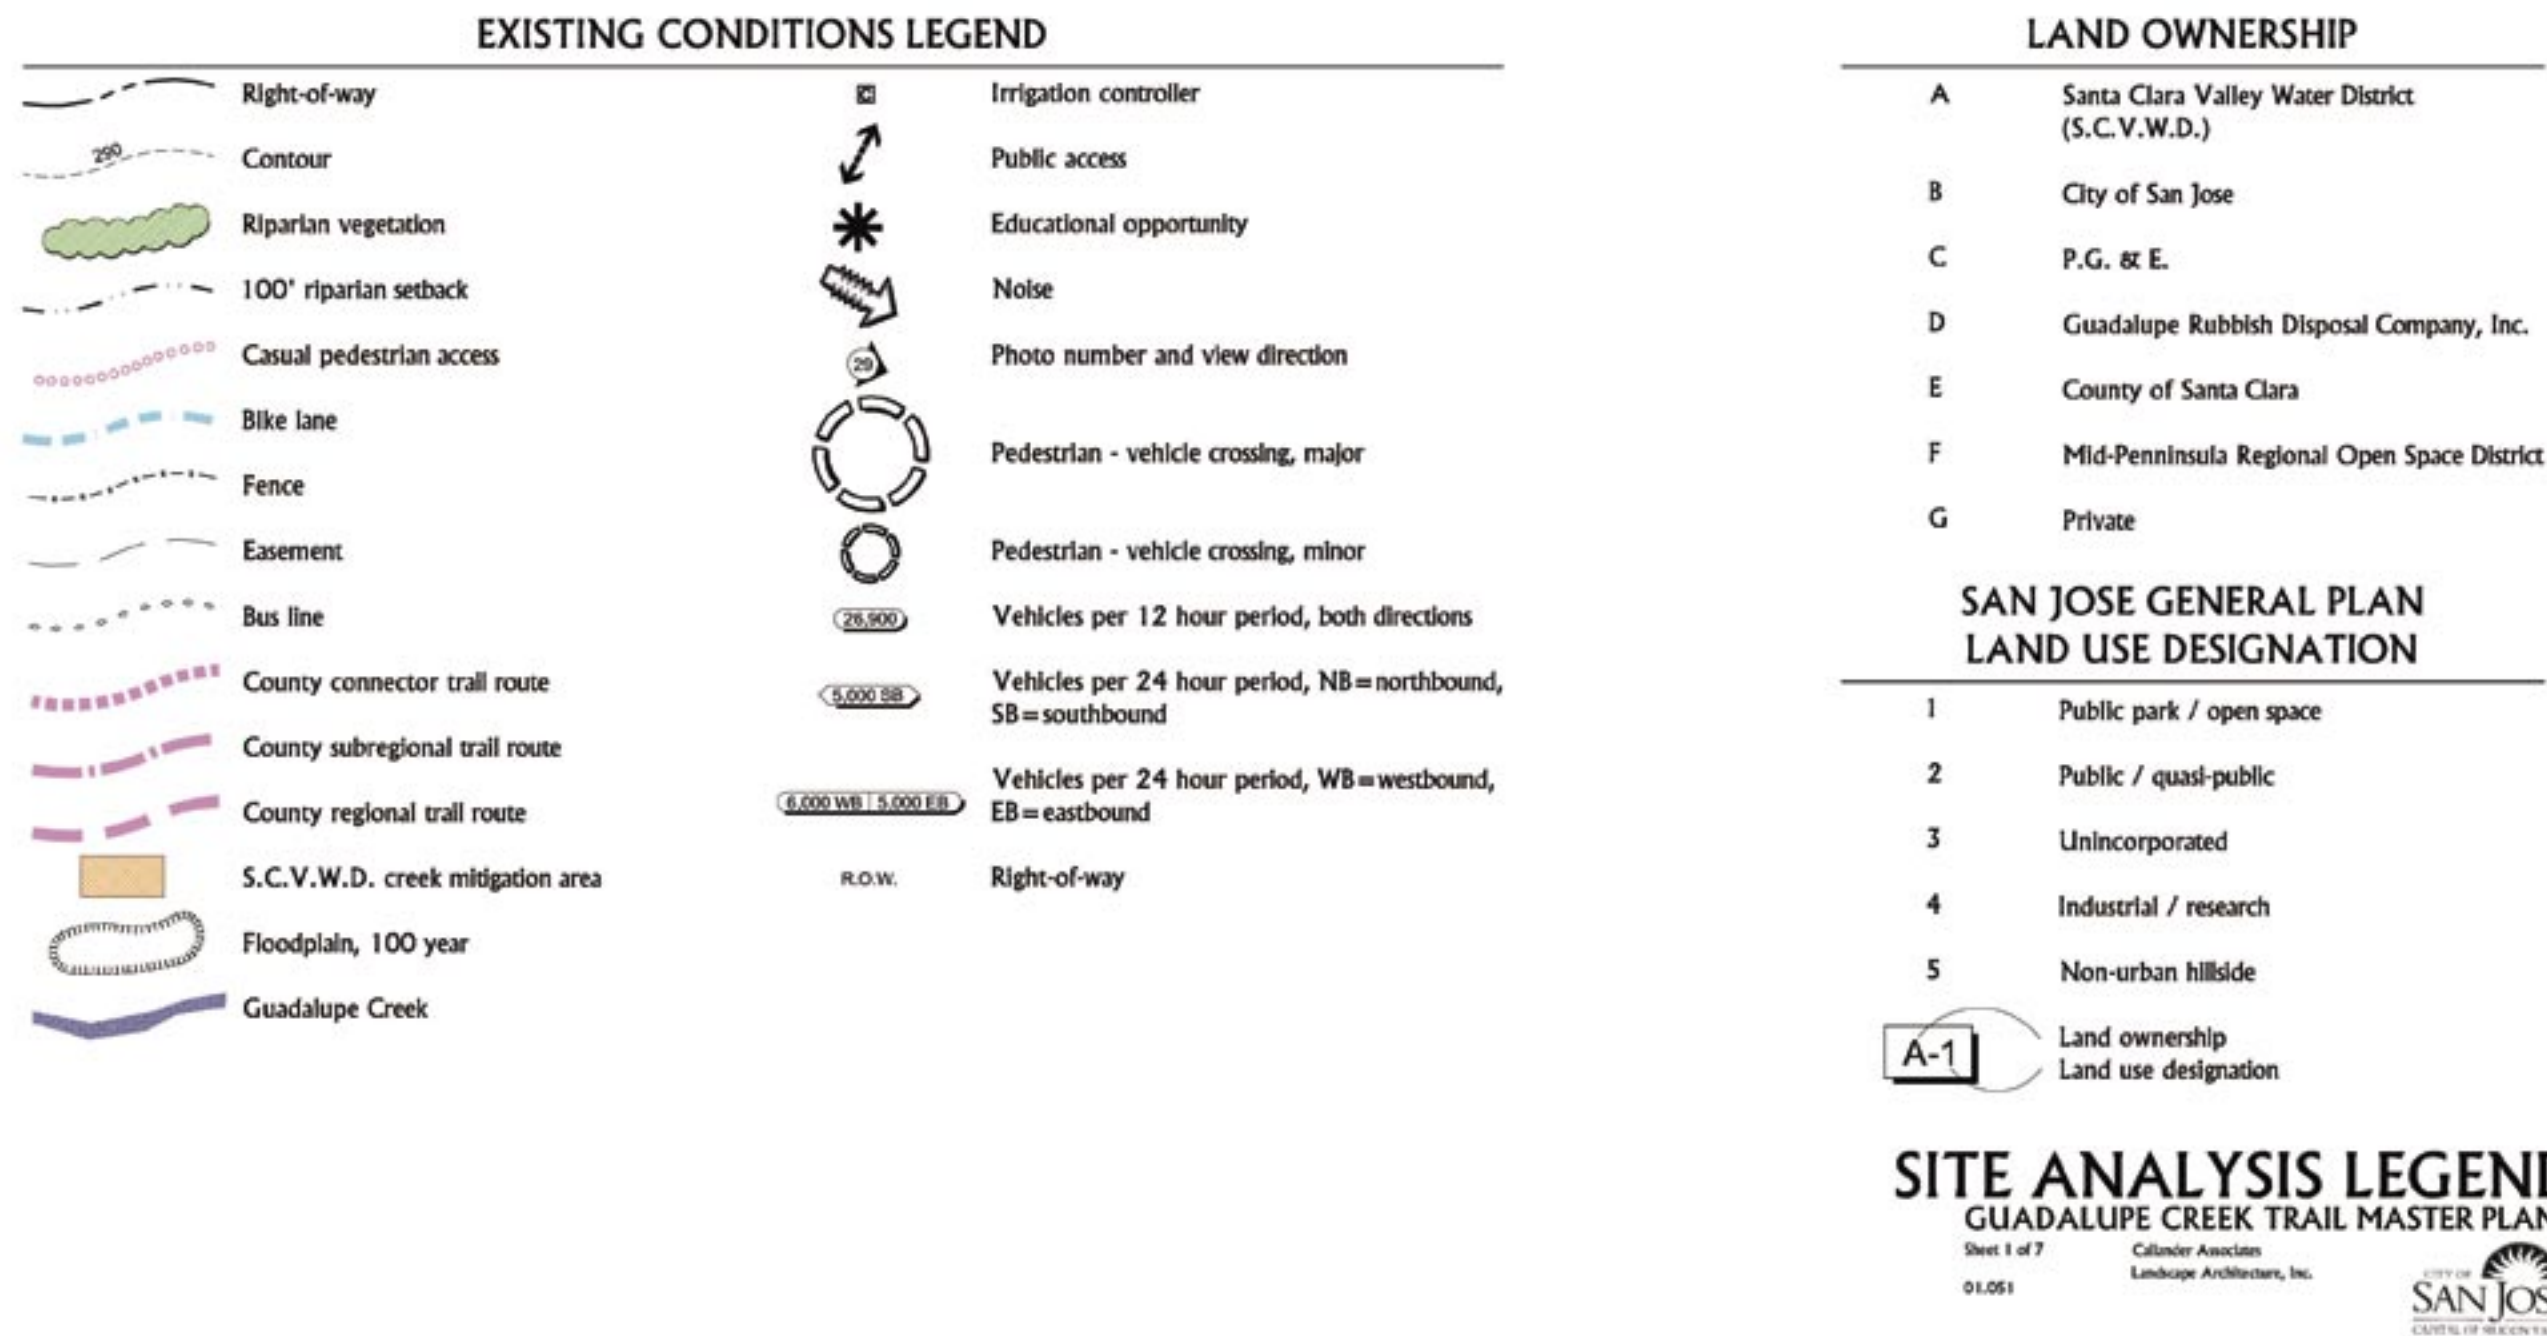 EXISTING CONDITIONS LEGEND
Right-of-way
290
Contour
Riparian vegetation
100' riparian setback
Casual pedestrian access
Bike lane
Fence
Easement
Bus line
County connector trail route
County subregional trail route
County regional trail route
S.C.V.W.D. creek mitigation area
Floodplain, 100 year
Guadalupe Creek
C Irrigation controller
Public access
Educational opportunity
Noise
29 Photo number and view direction
Pedestrian - vehicle crossing, major
Pedestrian - vehicle crossing, minor
26,900 Vehicles per 12 hour period, both directions
5,000 SB Vehicles per 24 hour period, NB=northbound,
SB=southbound
6,000 WB 5,000 EB Vehicles per 24 hour period, WB=westbound,
EB=eastbound
R.O.W. Right-of-way
LAND OWNERSHIP
A Santa Clara Valley Water District
(S.C.V.W.D.)
B City of San Jose
C P.G. & E.
D Guadalupe Rubbish Disposal Company, Inc.
E County of Santa Clara
F Mid-Penninsula Regional Open Space District
G Private
SAN JOSE GENERAL PLAN
LAND USE DESIGNATION
1 Public park / open space
2 Public / quasi-public
3 Unincorporated
4 Industrial / research
5 Non-urban hillside
A-1
Land ownership
Land use designation
SITE ANALYSIS LEGEND
GUADALUPE CREEK TRAIL MASTER PLAN
Sheet 1 of 7
01.051
Callander Associates
Landscape Architecture, Inc.
CITY OF
SAN JOS